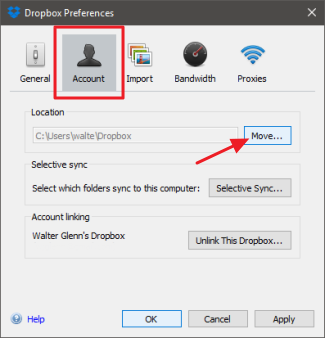 Dropbox Preferences
General Account Import Bandwidth Proxies
Location
C:\Users\walte\Dropbox Move...
Selective sync
Select which folders sync to this computer: Selective Sync...
Account linking
Walter Glenn's Dropbox Unlink This Dropbox...
Help OK Cancel Apply